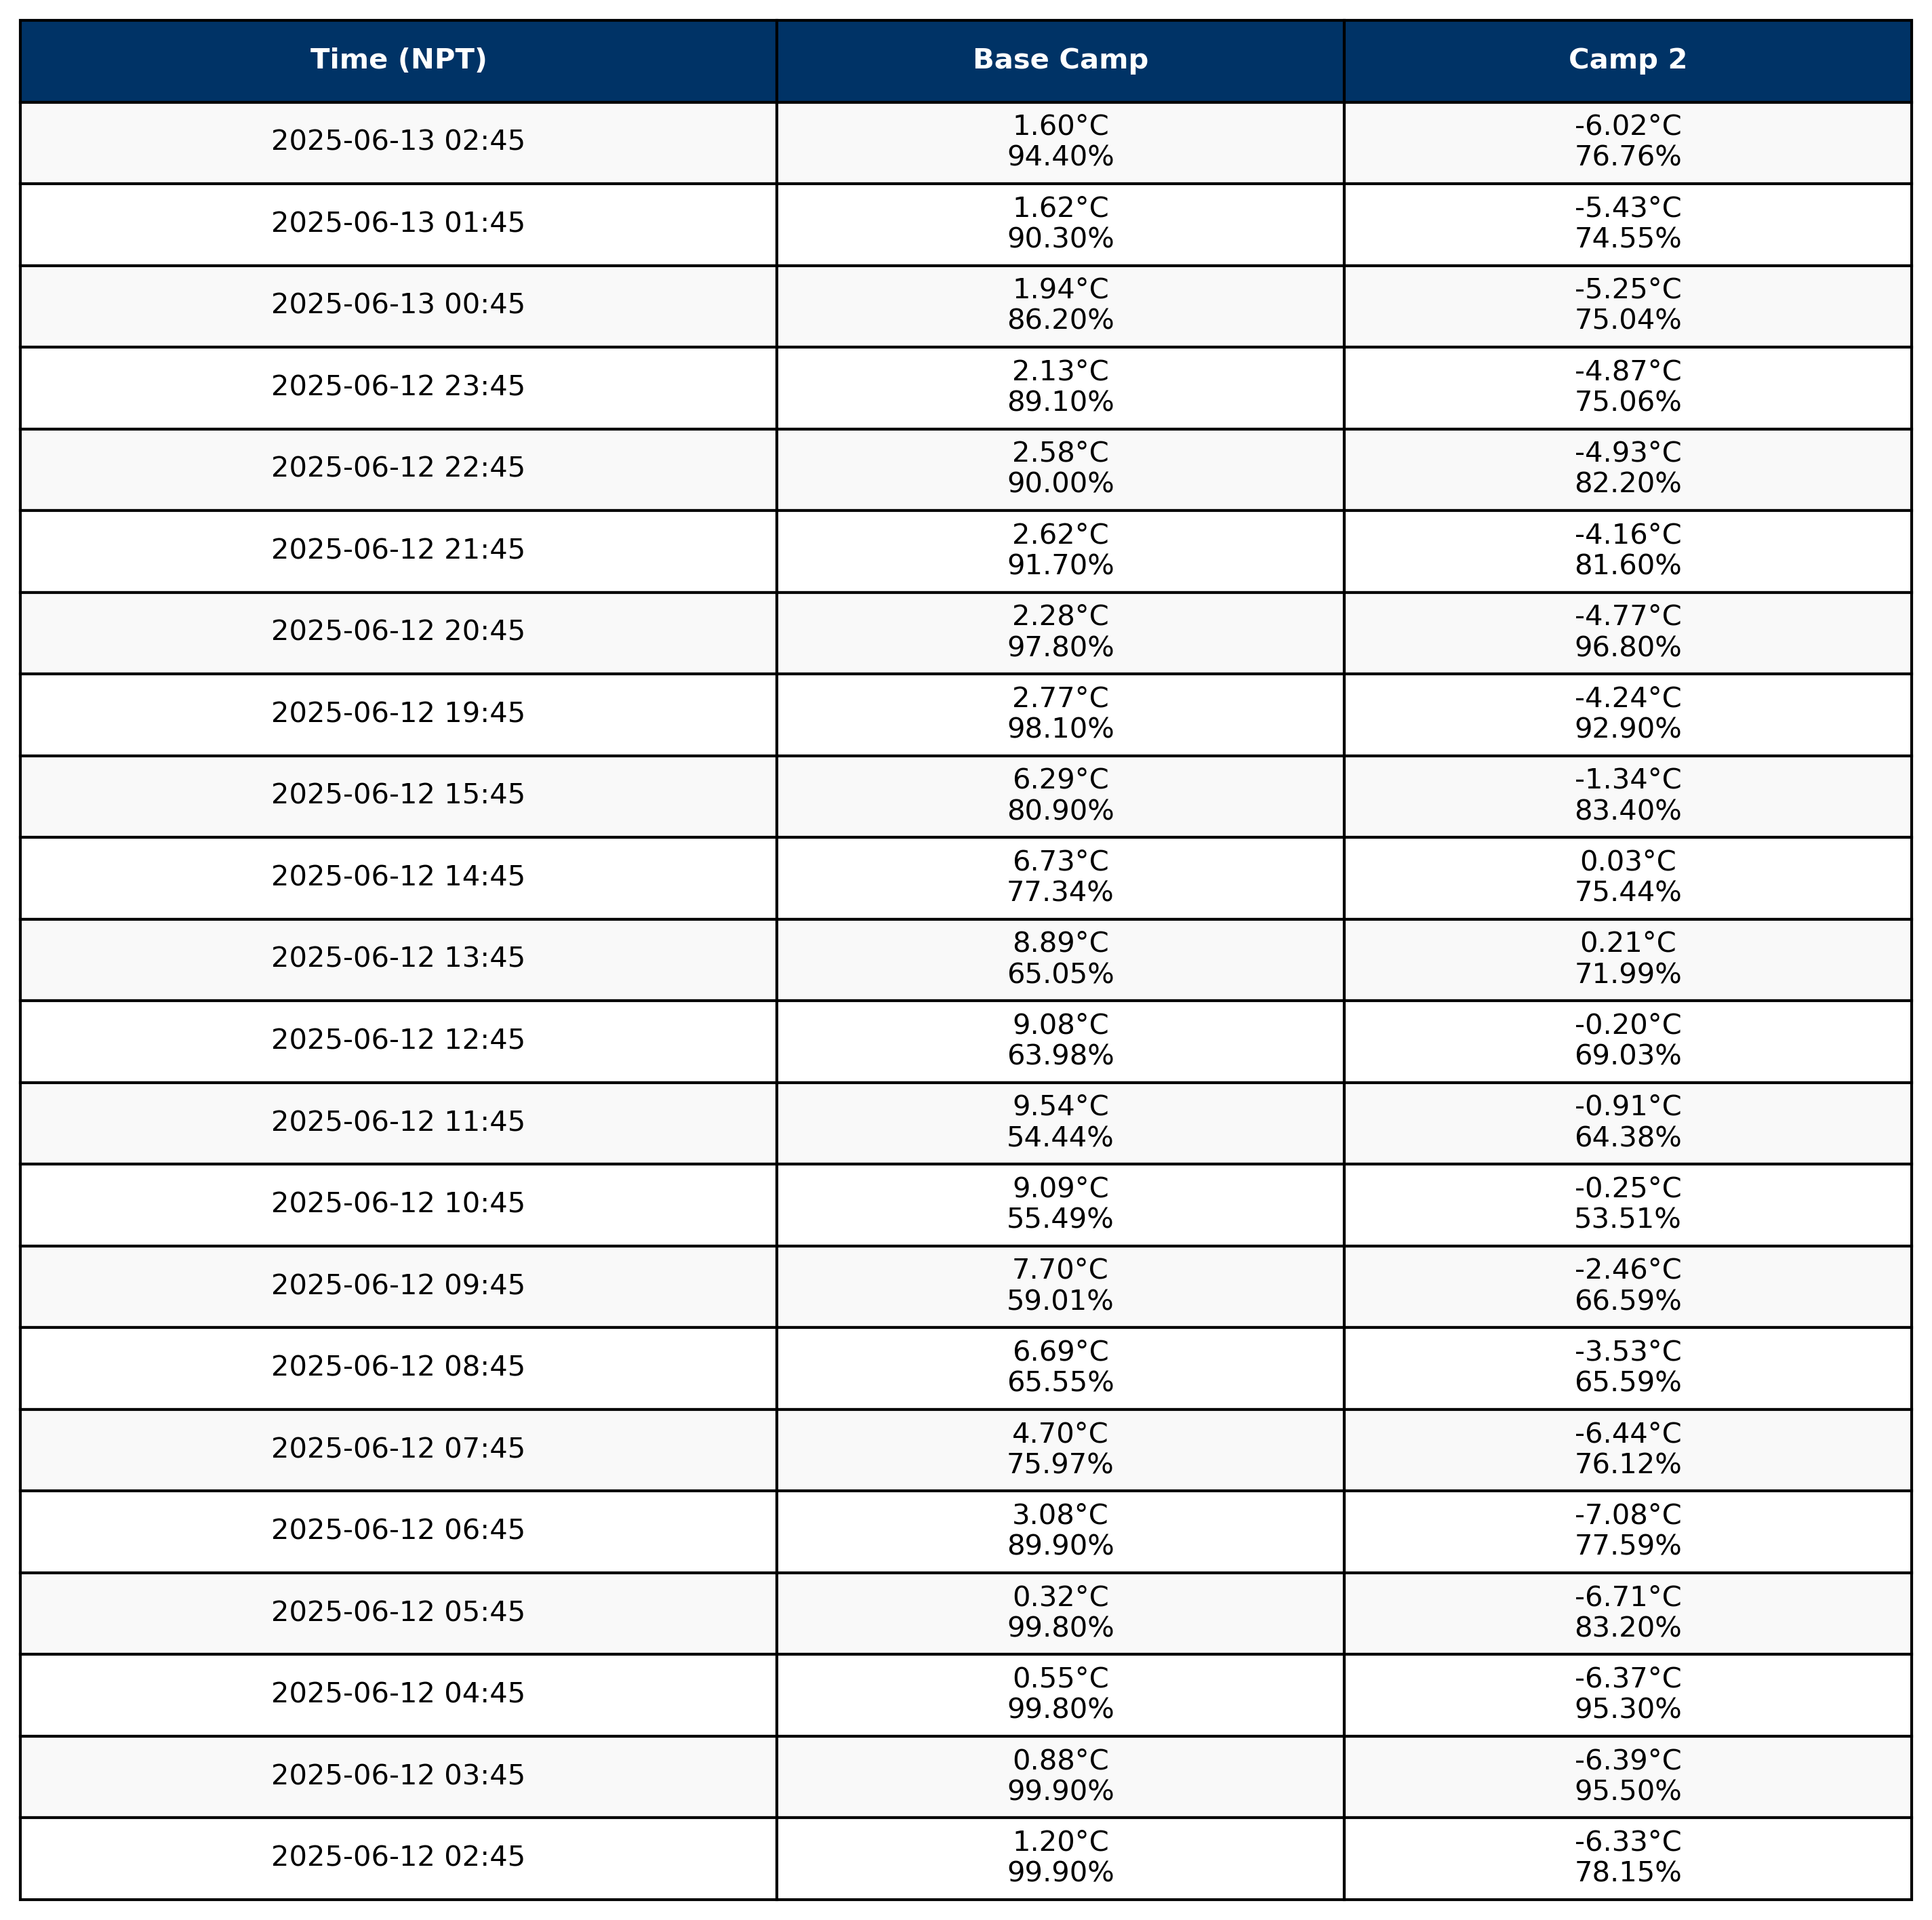 Time (NPT) Base Camp Camp 2
2025-06-13 02:45 1.60°C -6.02°C
94.40% 76.76%
2025-06-13 01:45 1.62°C -5.43°C
90.30% 74.55%
2025-06-13 00:45 1.94°C -5.25°C
86.20% 75.04%
2025-06-12 23:45 2.13°C -4.87°C
89.10% 75.06%
2025-06-12 22:45 2.58°C -4.93°C
90.00% 82.20%
2025-06-12 21:45 2.62°C -4.16°C
91.70% 81.60%
2025-06-12 20:45 2.28°C -4.77°C
97.80% 96.80%
2025-06-12 19:45 2.77°C -4.24°C
98.10% 92.90%
2025-06-12 15:45 6.29°C -1.34°C
80.90% 83.40%
2025-06-12 14:45 6.73°C 0.03°C
77.34% 75.44%
2025-06-12 13:45 8.89°C 0.21°C
65.05% 71.99%
2025-06-12 12:45 9.08°C -0.20°C
63.98% 69.03%
2025-06-12 11:45 9.54°C -0.91°C
54.44% 64.38%
2025-06-12 10:45 9.09°C -0.25°C
55.49% 53.51%
2025-06-12 09:45 7.70°C -2.46°C
59.01% 66.59%
2025-06-12 08:45 6.69°C -3.53°C
65.55% 65.59%
2025-06-12 07:45 4.70°C -6.44°C
75.97% 76.12%
2025-06-12 06:45 3.08°C -7.08°C
89.90% 77.59%
2025-06-12 05:45 0.32°C -6.71°C
99.80% 83.20%
2025-06-12 04:45 0.55°C -6.37°C
99.80% 95.30%
2025-06-12 03:45 0.88°C -6.39°C
99.90% 95.50%
2025-06-12 02:45 1.20°C -6.33°C
99.90% 78.15%